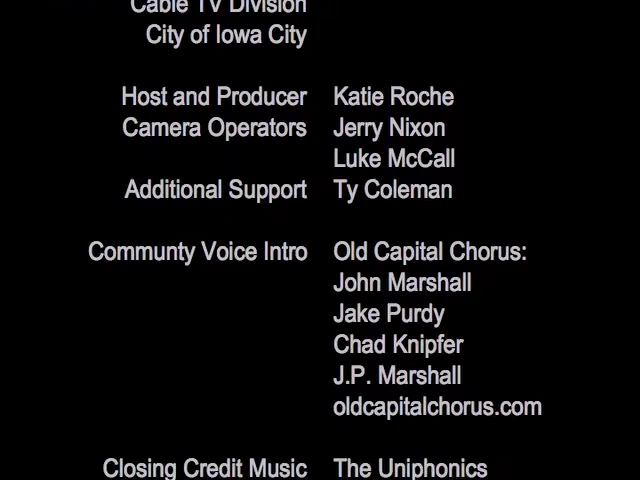 Cable TV Division
City of Iowa City
Host and Producer Katie Roche
Camera Operators Jerry Nixon
Luke McCall
Additional Support Ty Coleman
Communty Voice Intro Old Capital Chorus:
John Marshall
Jake Purdy
Chad Knipfer
J.P. Marshall
oldcapitalchorus.com
Closing Credit Music The Uniphonics